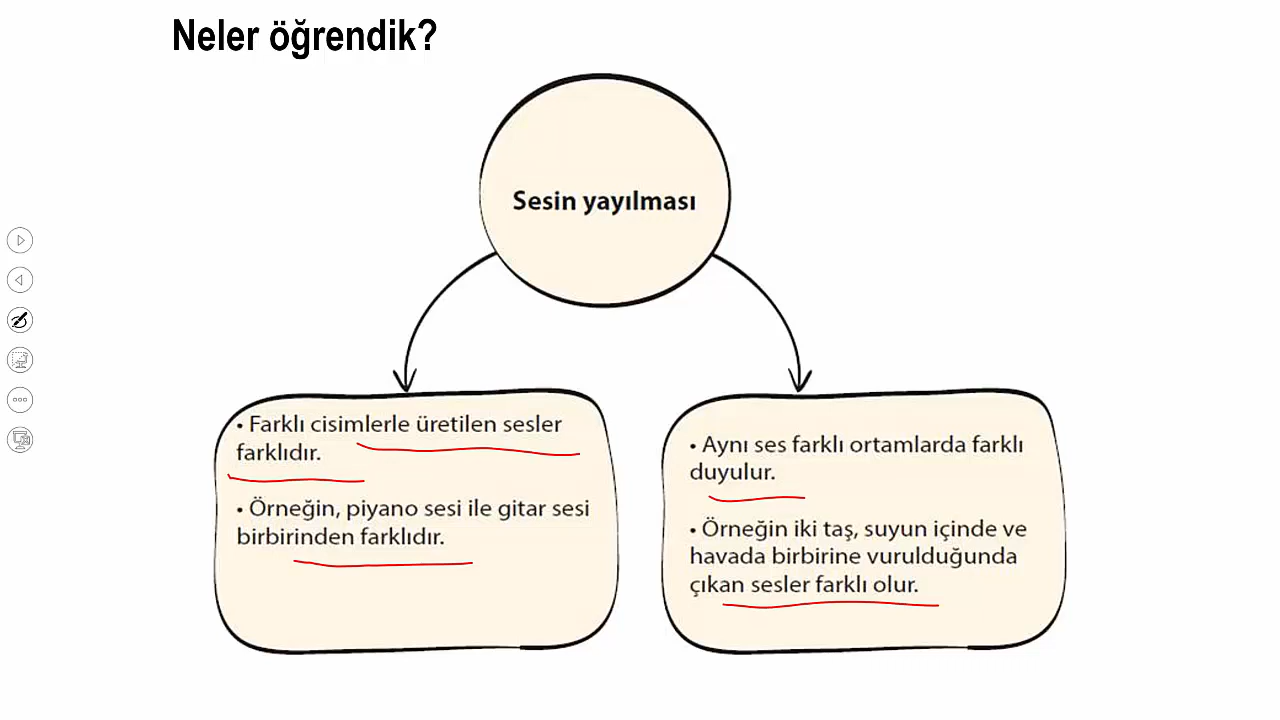 Neler öğrendik?
Sesin yayılması
• Farklı cisimlerle üretilen sesler
farklıdır.
• Örneğin, piyano sesi ile gitar sesi
birbirinden farklıdır.
• Aynı ses farklı ortamlarda farklı
duyulur.
• Örneğin iki taş, suyun içinde ve
havada birbirine vurulduğunda
çıkan sesler farklı olur.